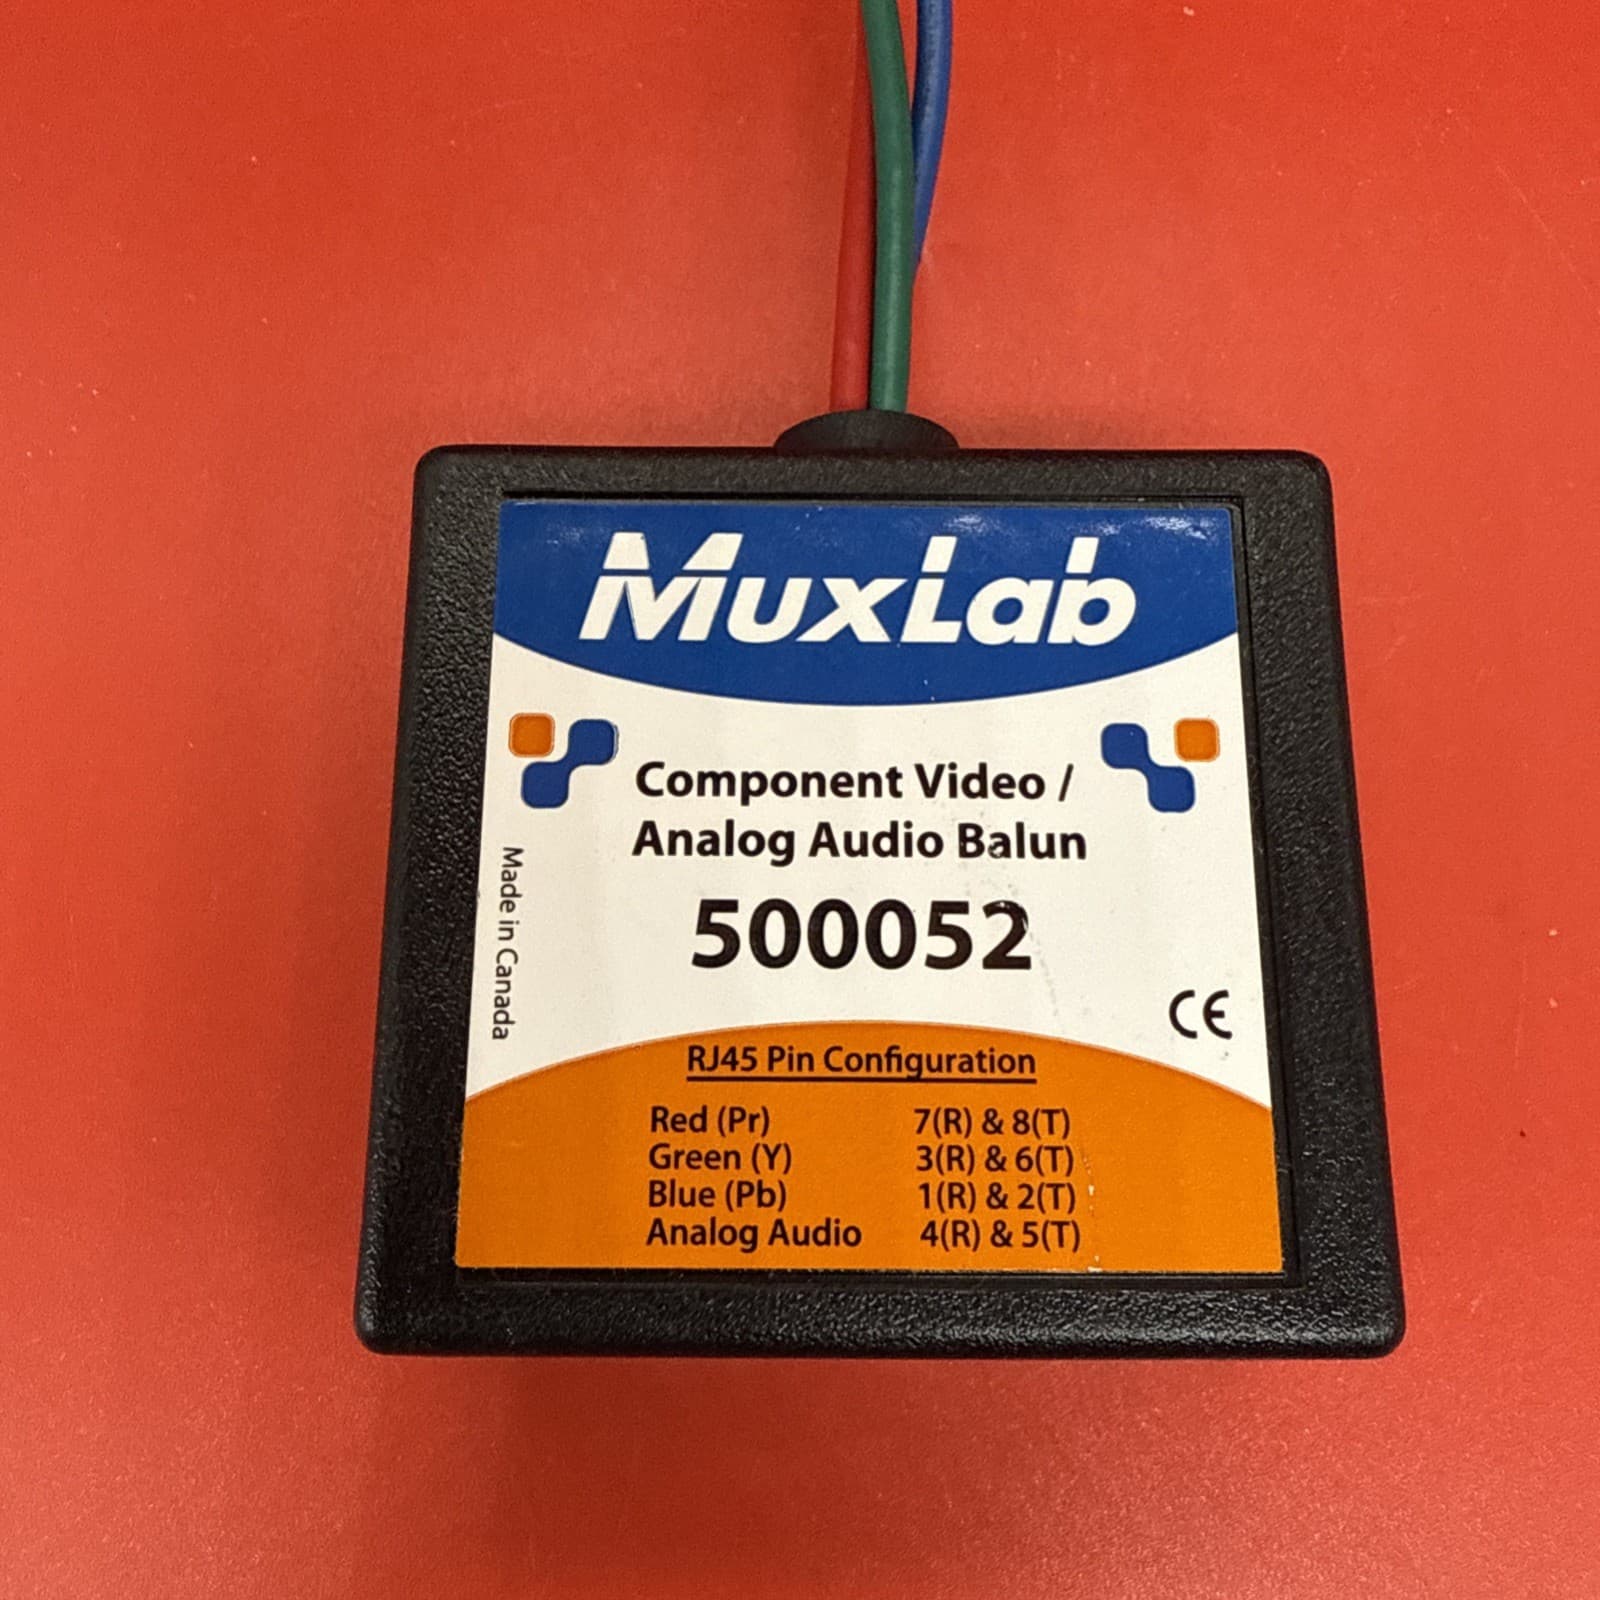 MuxLab
Component Video /
Analog Audio Balun
500052
Made in Canada
CE
RJ45 Pin Configuration
Red (Pr) 7(R) & 8(T)
Green (Y) 3(R) & 6(T)
Blue (Pb) 1(R) & 2(T)
Analog Audio 4(R) & 5(T)